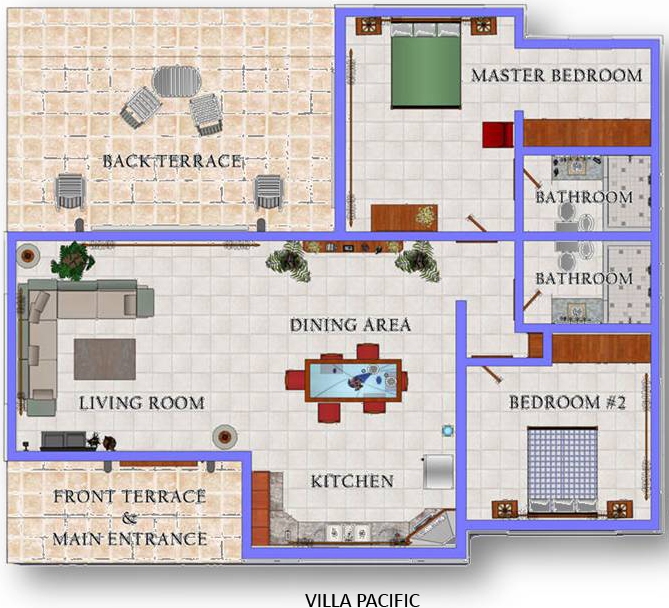 MASTER BEDROOM
BACK TERRACE
BATHROOM
BATHROOM
DINING AREA
LIVING ROOM
BEDROOM #2
KITCHEN
FRONT TERRACE
&
MAIN ENTRANCE
VILLA PACIFIC